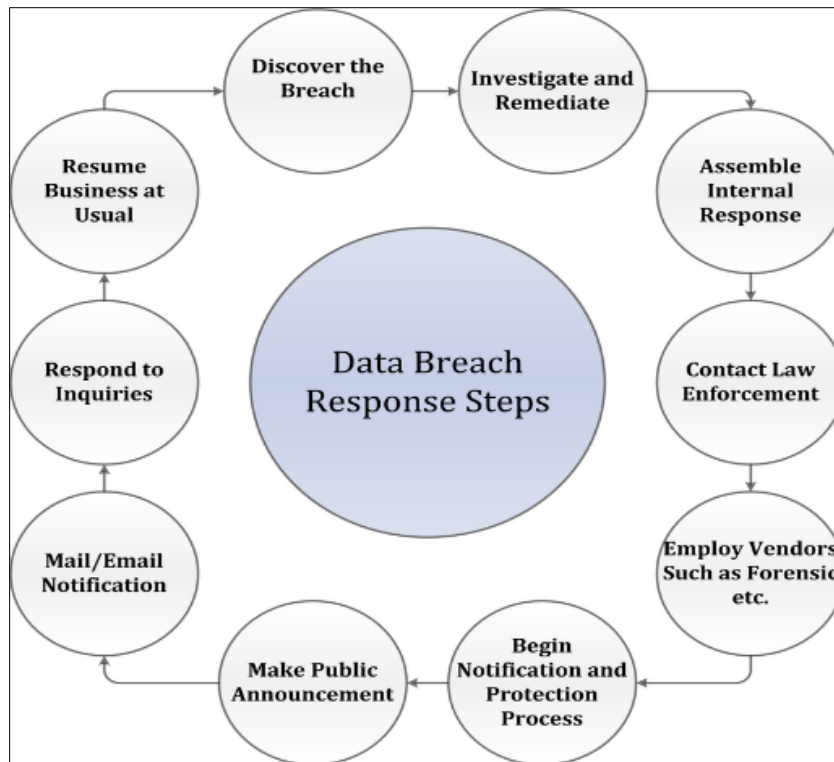 Discover the
Breach
Investigate and
Remediate
Assemble
Internal
Response
Contact Law
Enforcement
Employ Vendors
Such as Forensic
etc.
Begin
Notification and
Protection
Process
Make Public
Announcement
Mail/Email
Notification
Respond to
Inquiries
Resume
Business at
Usual
Data Breach
Response Steps